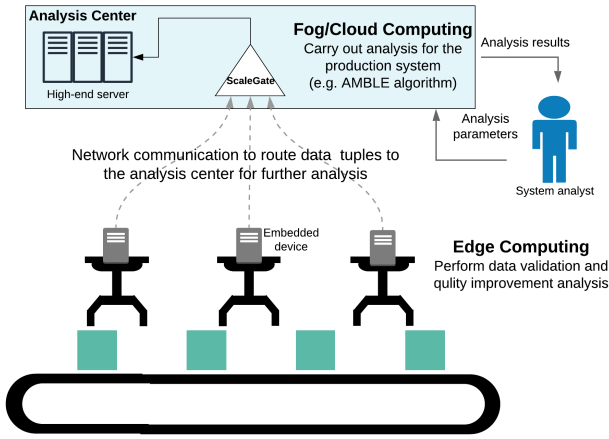 Analysis Center
High-end server
ScaleGate
Fog/Cloud Computing
Carry out analysis for the
production system
(e.g. AMBLE algorithm)
Analysis results
Analysis
parameters
System analyst
Network communication to route data tuples to
the analysis center for further analysis
Embedded
device
Edge Computing
Perform data validation and
qulity improvement analysis